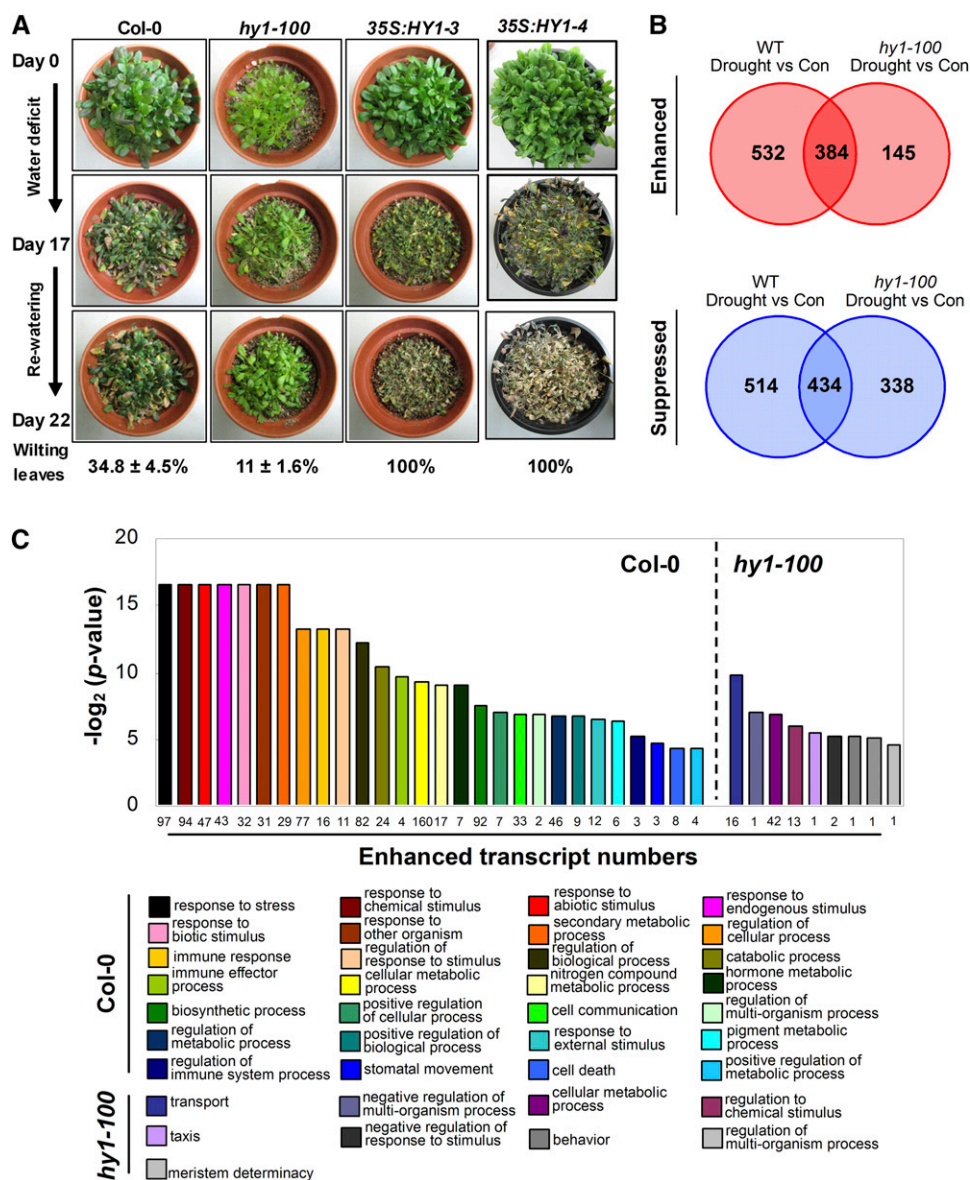 A
Col-0 hy1-100 35S:HY1-3 35S:HY1-4
Day 0
Water deficit
Day 17
Re-watering
Day 22
Wilting leaves
34.8 ± 4.5% 11 ± 1.6% 100% 100%
B
WT
Drought vs Con
hy1-100
Drought vs Con
Enhanced
532 384 145
WT
Drought vs Con
hy1-100
Drought vs Con
Suppressed
514 434 338
C
-log₂ (p-value)
20
15
10
5
0
Col-0 hy1-100
97 94 47 43 32 31 29 77 16 11 82 24 4 160 17 7 92 7 33 2 46 9 12 6 3 3 8 4 16 1 42 13 1 2 1 1 1
Enhanced transcript numbers
Col-0
response to stress
response to chemical stimulus
response to abiotic stimulus
response to endogenous stimulus
response to biotic stimulus
response to other organism
secondary metabolic process
regulation of cellular process
immune response
regulation of response to stimulus
regulation of biological process
catabolic process
immune effector process
cellular metabolic process
nitrogen compound metabolic process
hormone metabolic process
biosynthetic process
positive regulation of cellular process
cell communication
regulation of multi-organism process
regulation of metabolic process
positive regulation of biological process
response to external stimulus
pigment metabolic process
regulation of immune system process
stomatal movement
cell death
positive regulation of metabolic process
hy1-100
transport
negative regulation of multi-organism process
cellular metabolic process
regulation to chemical stimulus
taxis
negative regulation of response to stimulus
behavior
regulation of multi-organism process
meristem determinacy